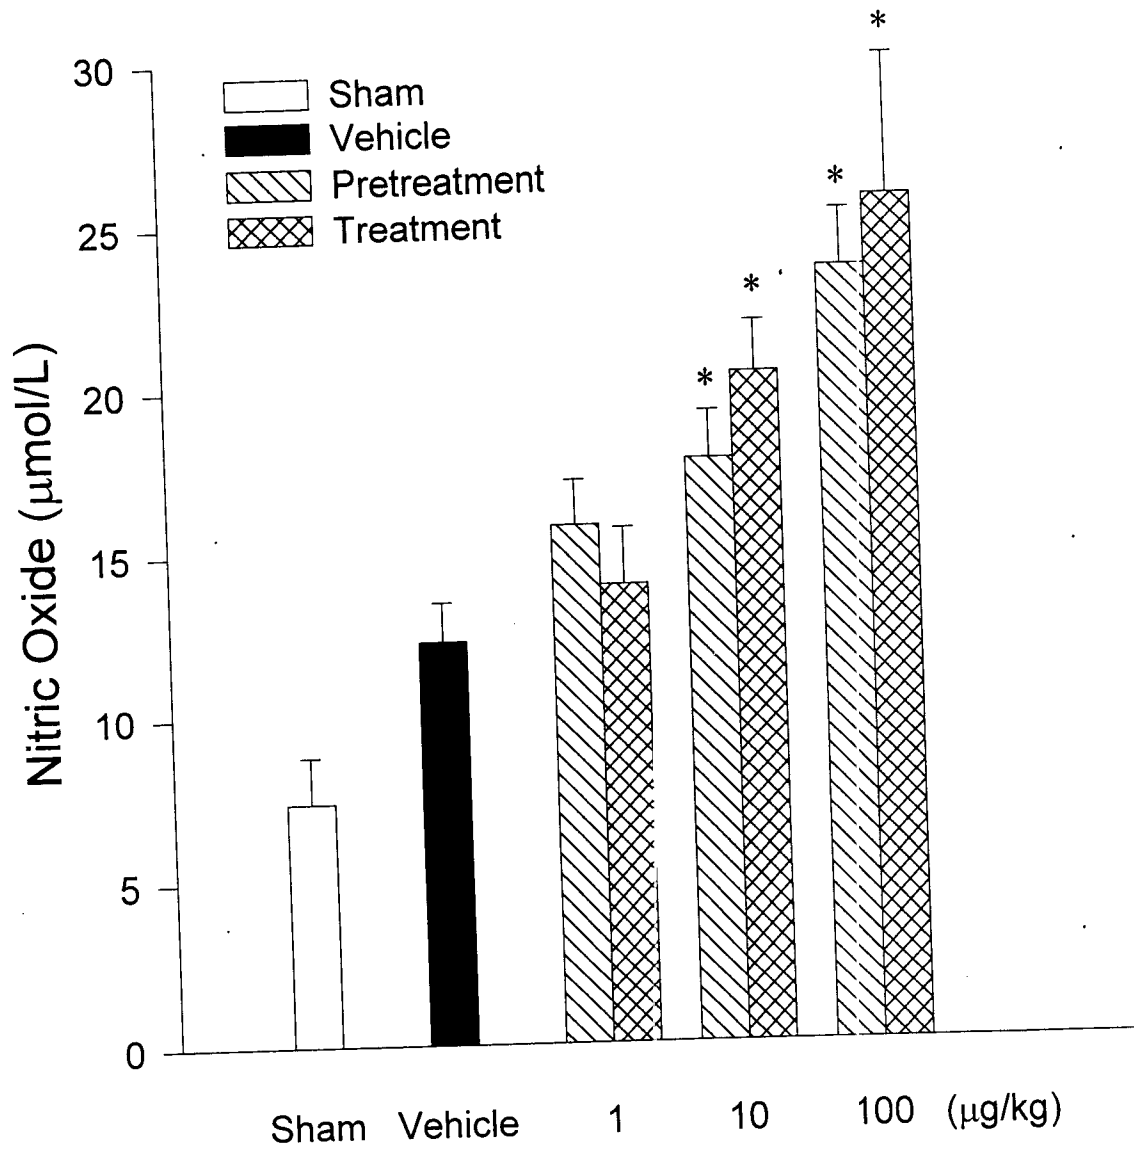 *
*
*
*
30
25
20
15
10
5
0
Nitric Oxide (μmol/L)
Sham
Vehicle
Pretreatment
Treatment
Sham Vehicle 1 10 100 (μg/kg)